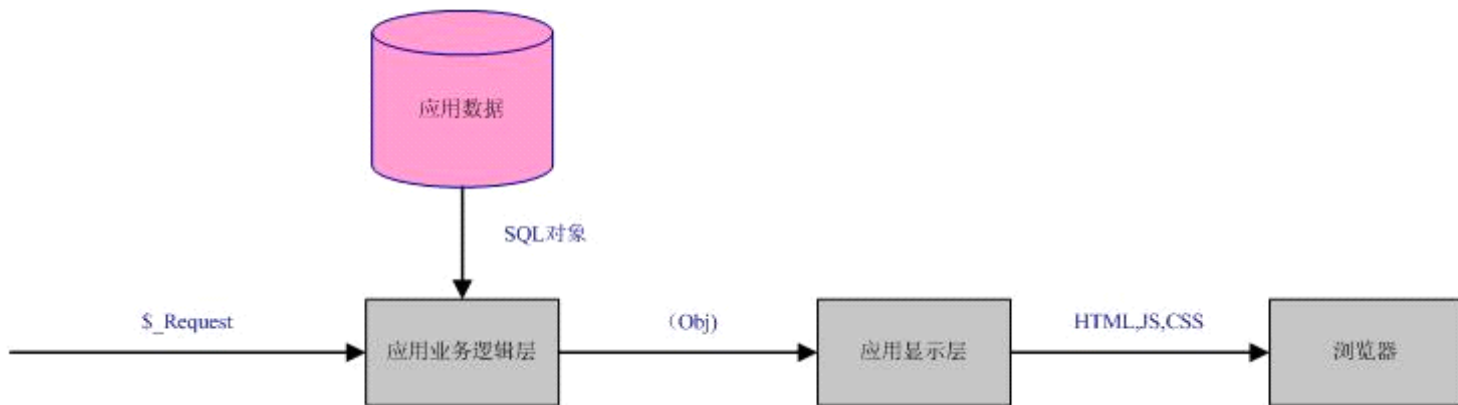 应用数据
SQL对象
$_Request
(Obj)
HTML,JS,CSS
应用业务逻辑层
应用显示层
浏览器